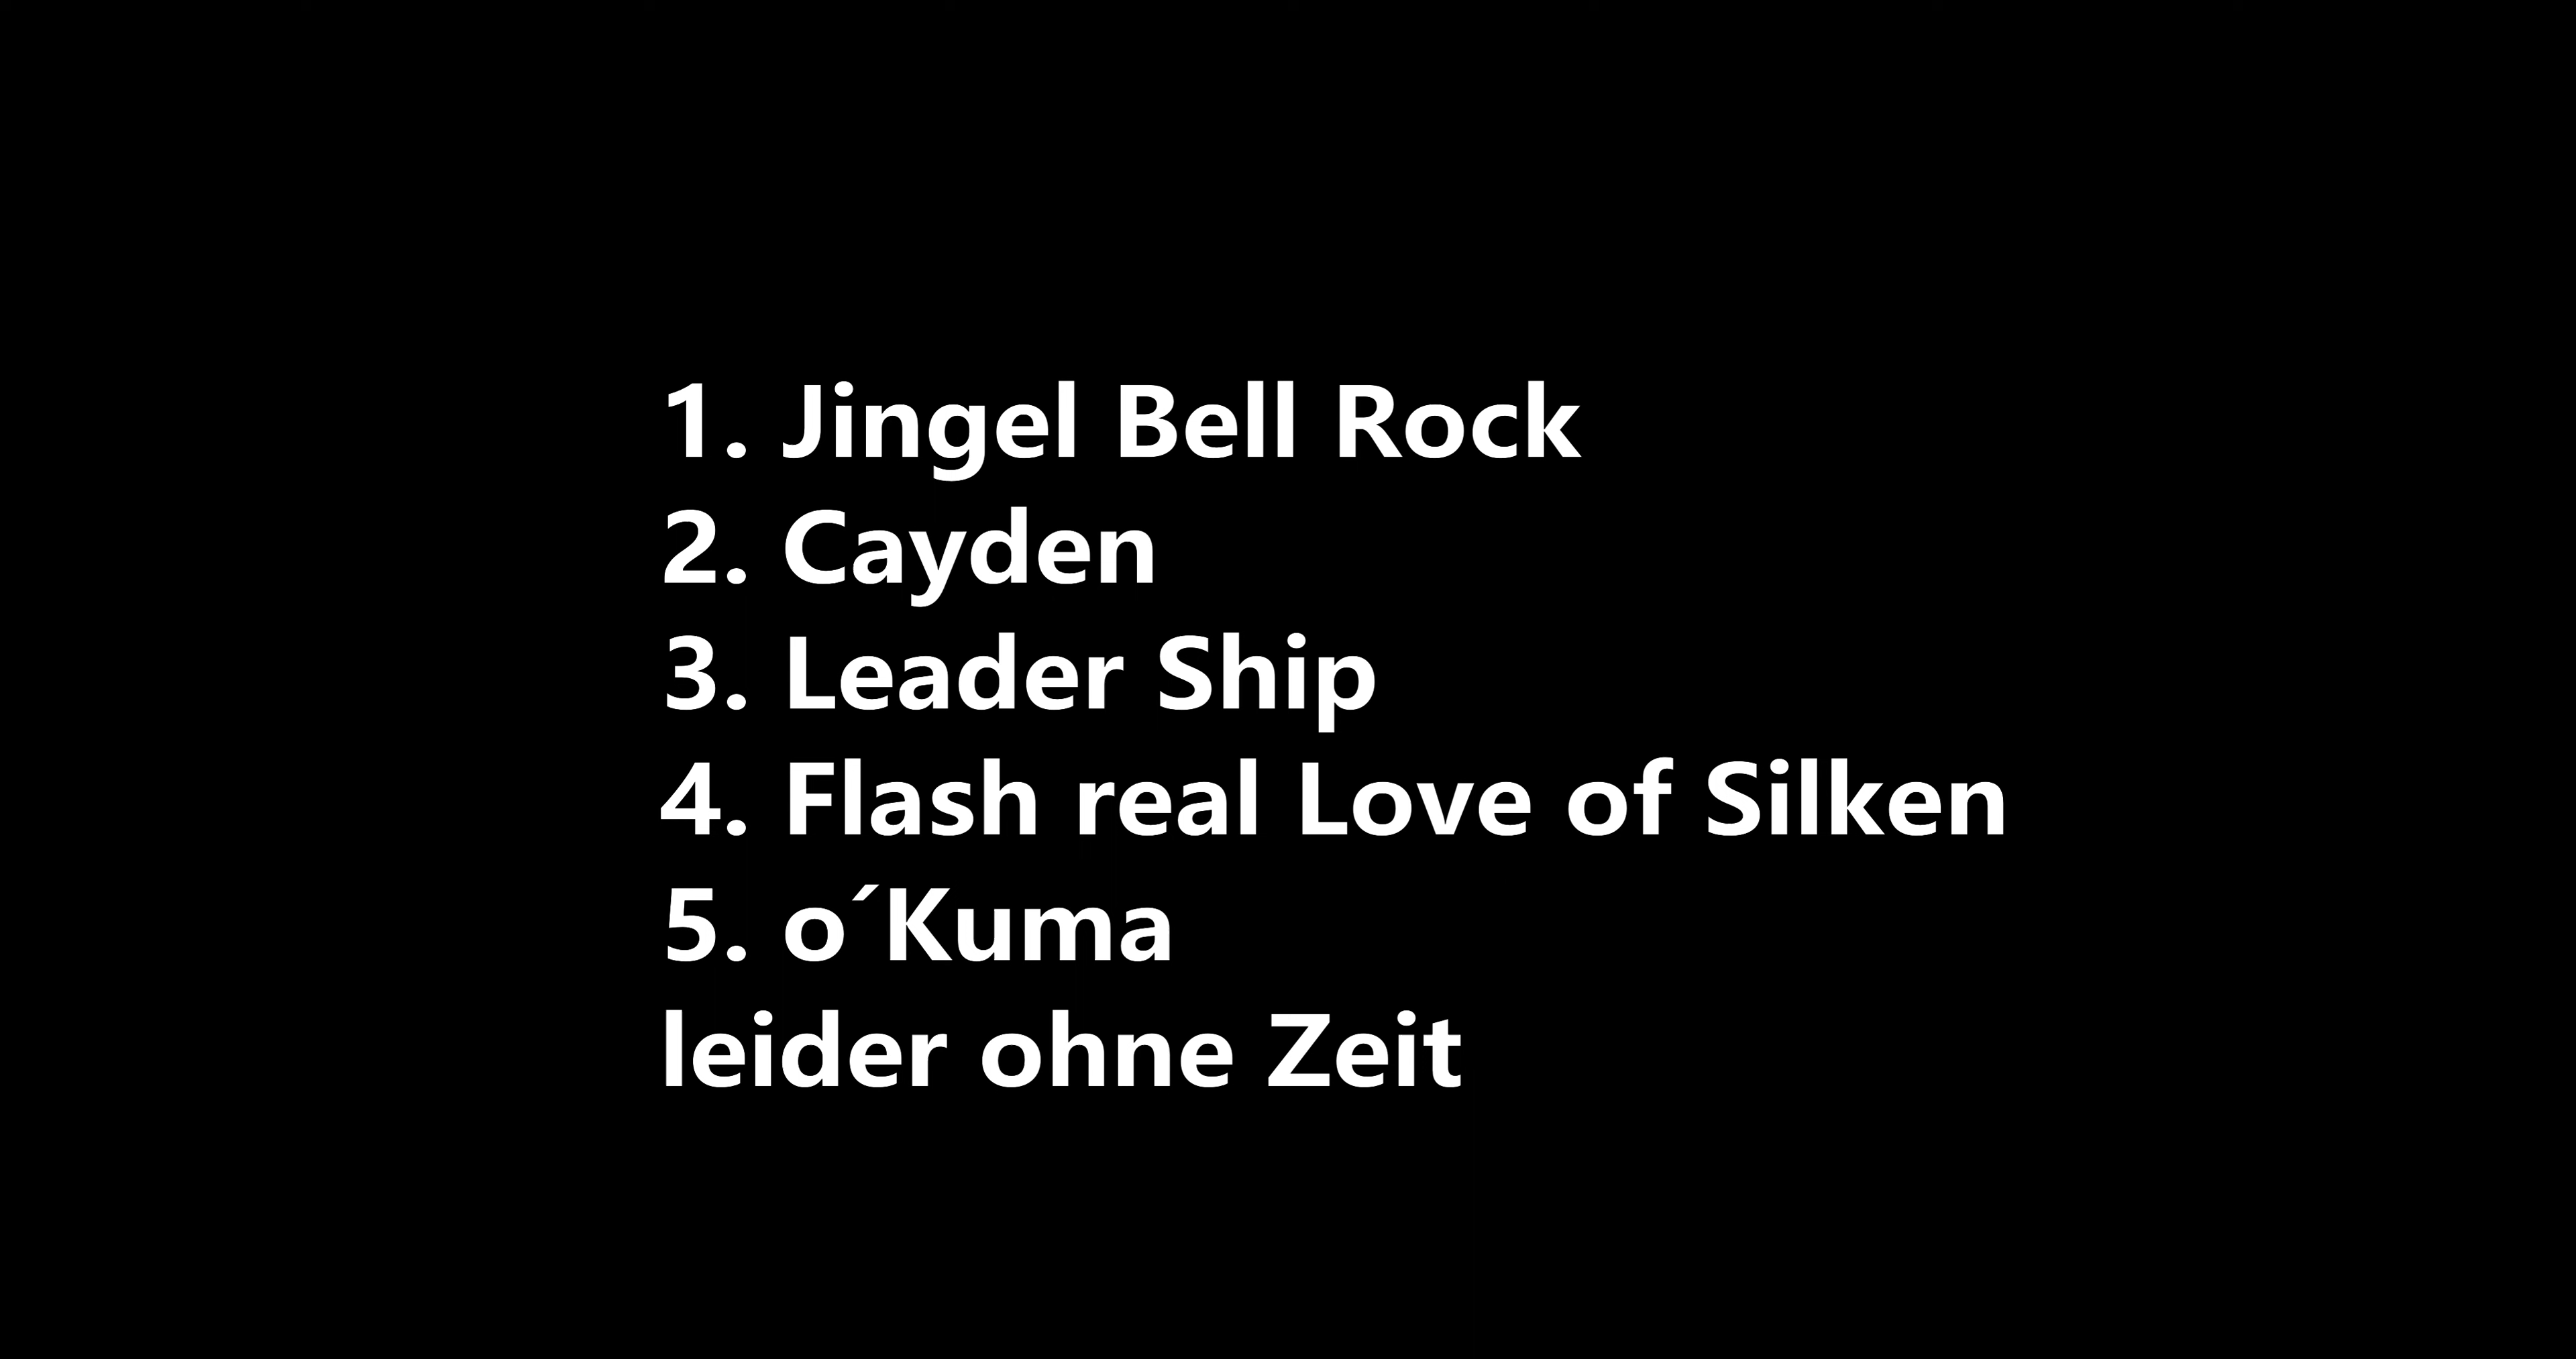 1. Jingel Bell Rock
2. Cayden
3. Leader Ship
4. Flash real Love of Silken
5. o´Kuma
leider ohne Zeit